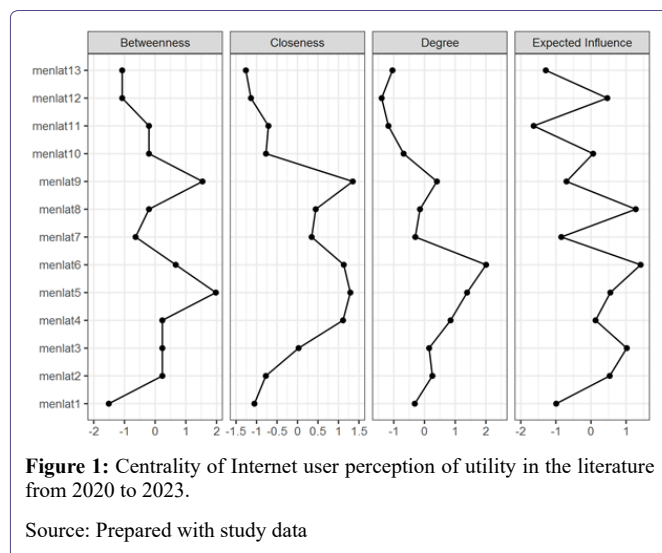 Betweenness Closeness Degree Expected Influence
menlat13
menlat12
menlat11
menlat10
menlat9
menlat8
menlat7
menlat6
menlat5
menlat4
menlat3
menlat2
menlat1
-2 -1 0 1 2 -1.5 -1 -0.5 0 0.5 1 1.5 -1 0 1 2 -2 -1 0 1
Figure 1: Centrality of Internet user perception of utility in the literature
from 2020 to 2023.
Source: Prepared with study data